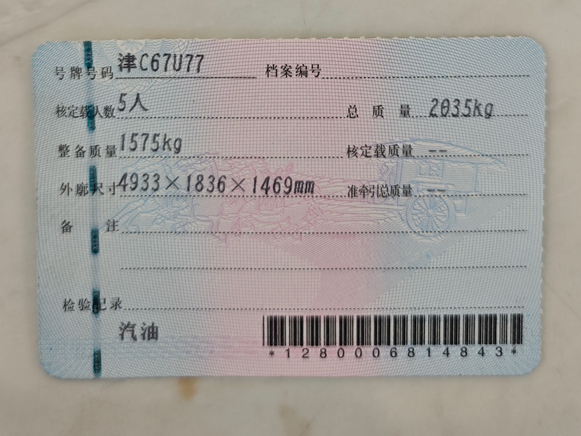 号牌号码 津C67U77 档案编号
核定载人数 5人 总质量 2035kg
整备质量 1575kg 核定载质量 --
外廓尺寸 4933×1836×1469mm 准牵引总质量 --
备注
检验记录
汽油
*1280006814843*